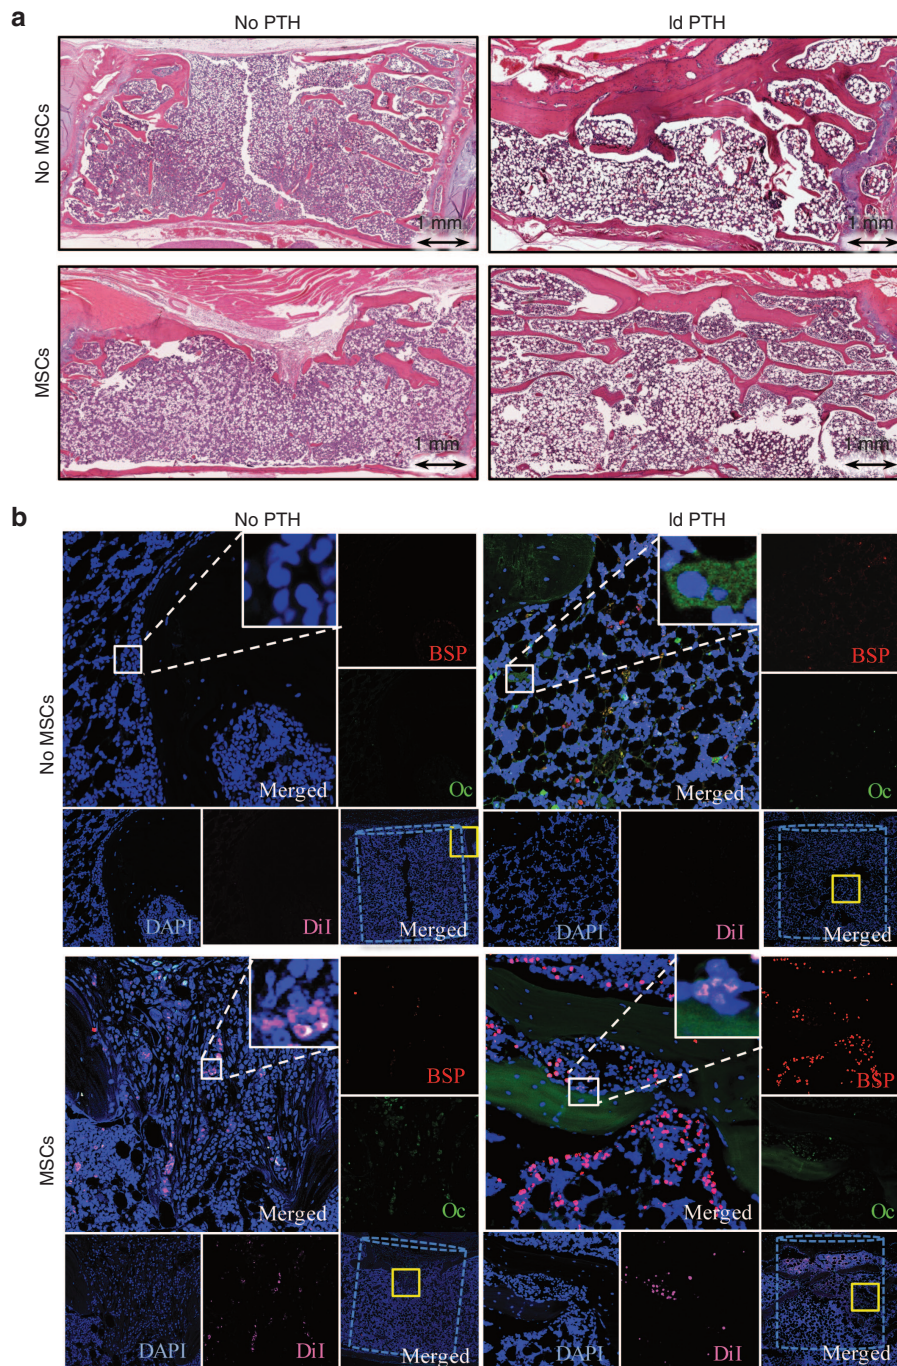 a
No PTH
ld PTH
No MSCs
1 mm
1 mm
MSCs
1 mm
1 mm
b
No PTH
ld PTH
No MSCs
BSP
BSP
Merged
Oc
Merged
Oc
DAPI
DiI
Merged
DAPI
DiI
Merged
MSCs
BSP
BSP
Merged
Oc
Merged
Oc
DAPI
DiI
Merged
DAPI
DiI
Merged